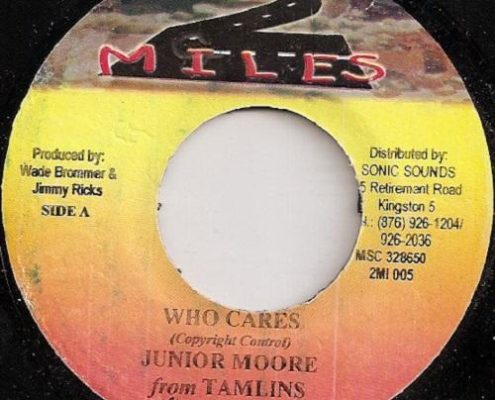 2
MILES
Produced by:
Wade Brommer &
Jimmy Ricks
SIDE A
Distributed by:
SONIC SOUNDS
5 Retirement Road
Kingston 5
.: (876) 926-1204/
926-2036
MSC 328650
2MI 005
WHO CARES
(Copyright Control)
JUNIOR MOORE
from TAMLINS